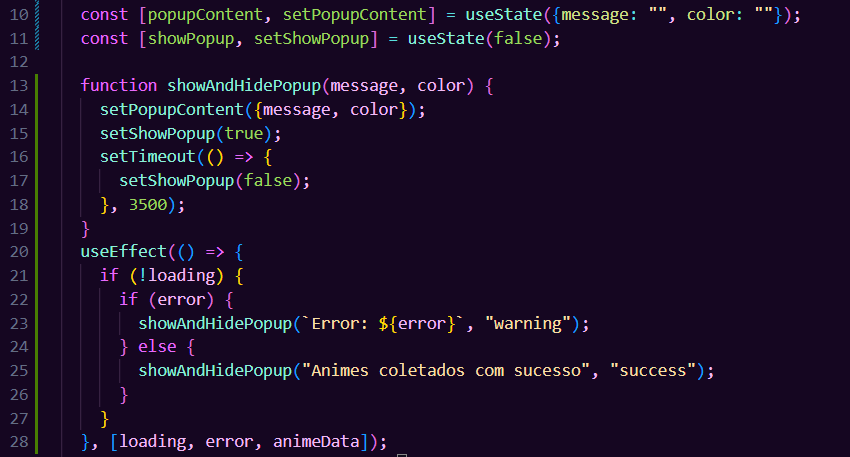 10 const [popupContent, setPopupContent] = useState({message: "", color: ""});
11 const [showPopup, setShowPopup] = useState(false);
12
13 function showAndHidePopup(message, color) {
14 setPopupContent({message, color});
15 setShowPopup(true);
16 setTimeout(() => {
17 setShowPopup(false);
18 }, 3500);
19 }
20 useEffect(() => {
21 if (!loading) {
22 if (error) {
23 showAndHidePopup(`Error: ${error}`, "warning");
24 } else {
25 showAndHidePopup("Animes coletados com sucesso", "success");
26 }
27 }
28 }, [loading, error, animeData]);